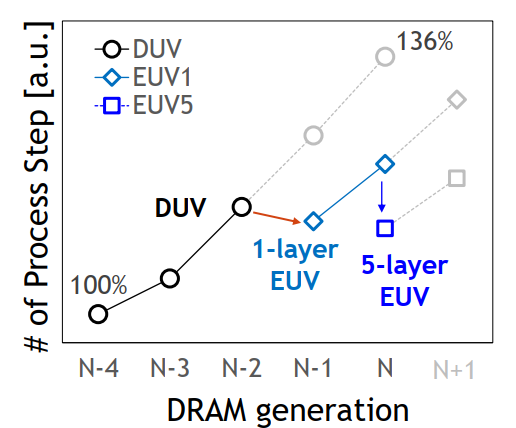 # of Process Step [a.u.]
DUV
EUV1
EUV5
136%
DUV
1-layer
EUV
5-layer
EUV
100%
N-4 N-3 N-2 N-1 N N+1
DRAM generation